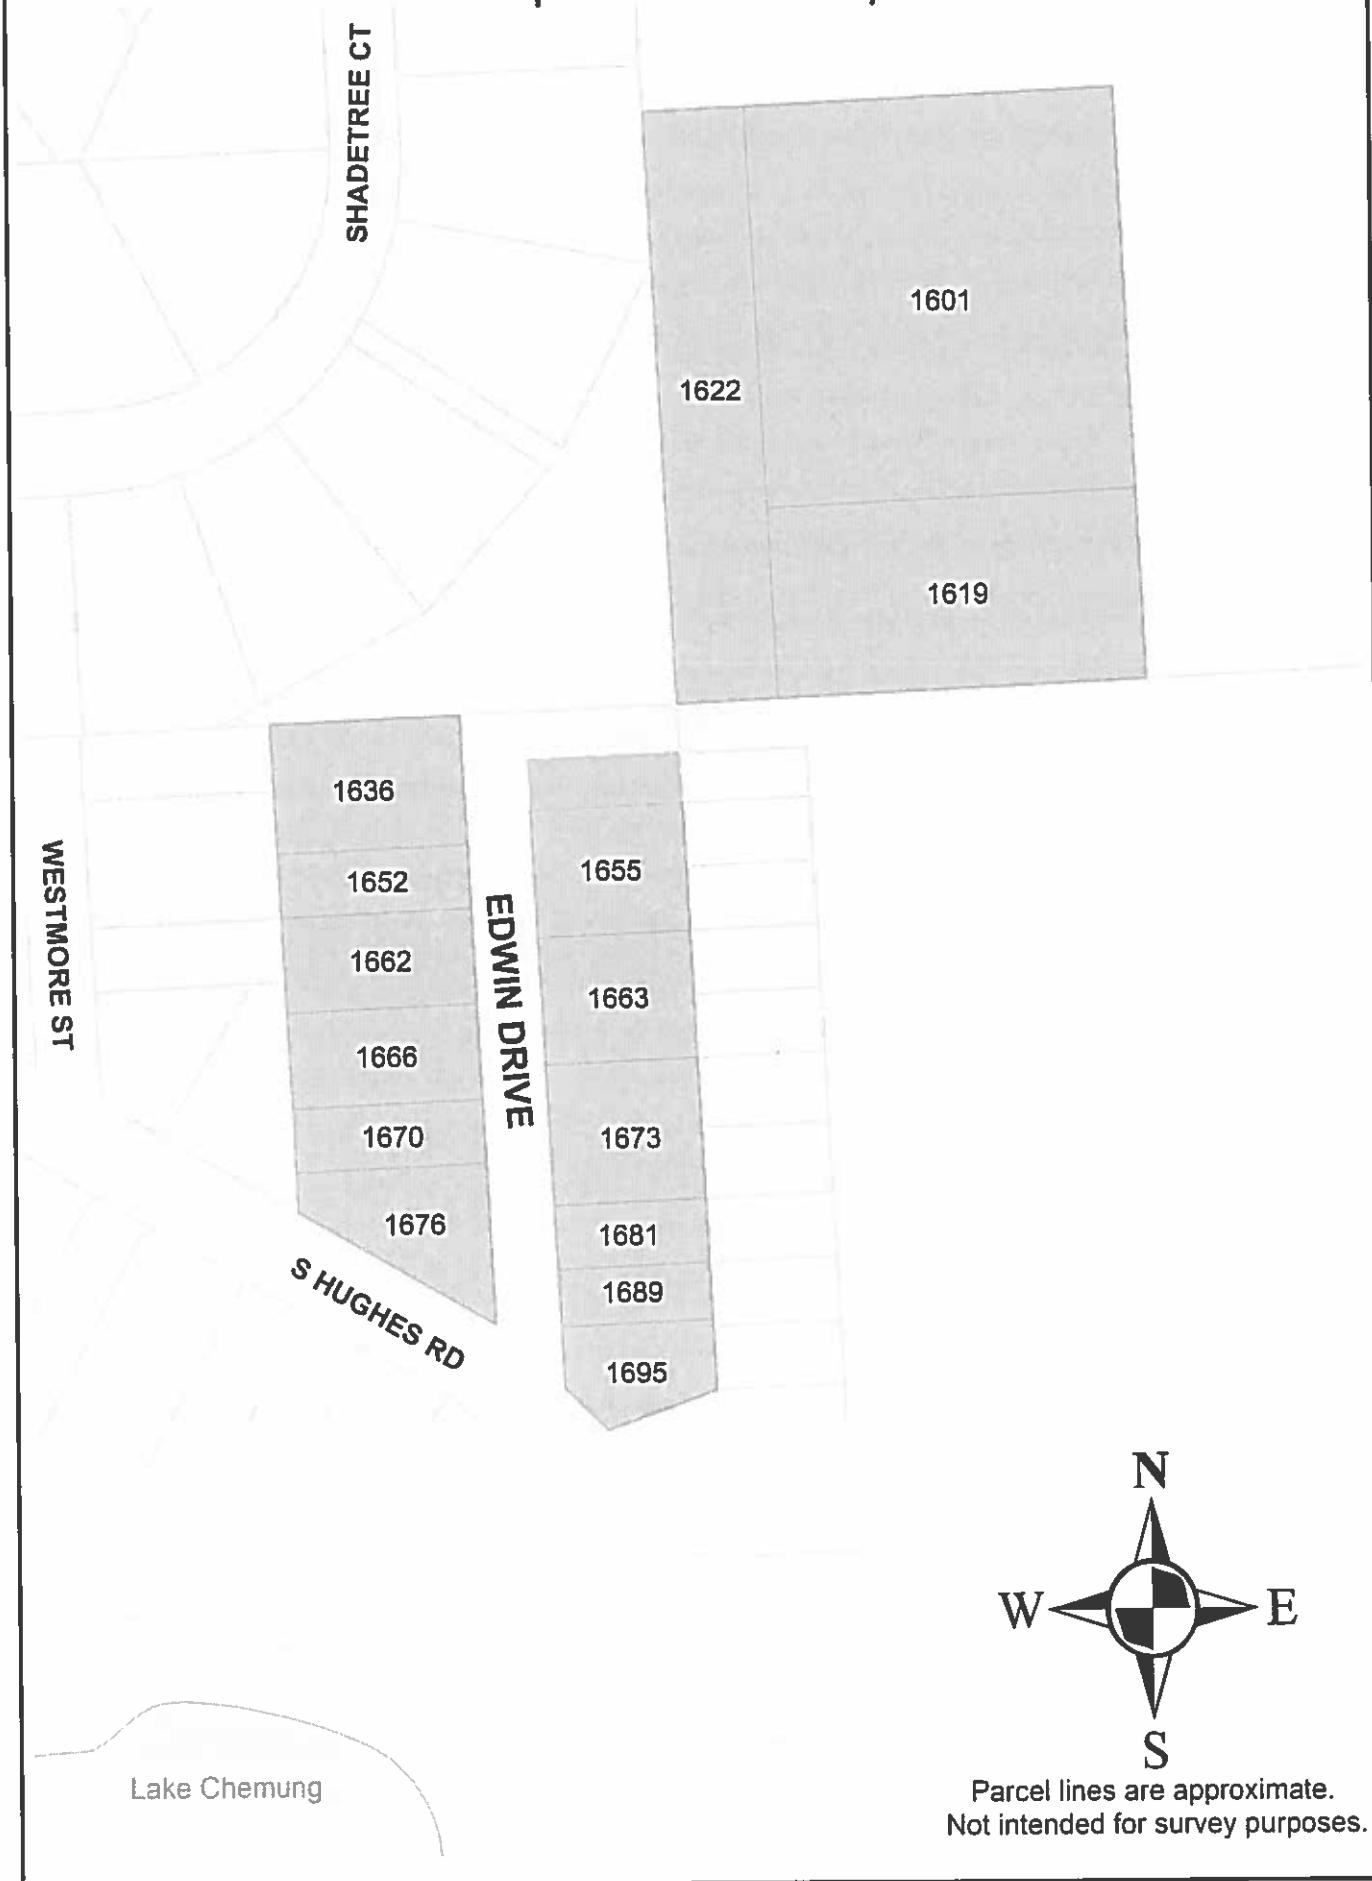 SHADETREE CT
1601
1622
1619
1636
1655
1652
WESTMORE ST
EDWIN DRIVE
1662
1663
1666
1670
1673
1676
1681
1689
S HUGHES RD
1695
N
W E
S
Lake Chemung
Parcel lines are approximate.
Not intended for survey purposes.